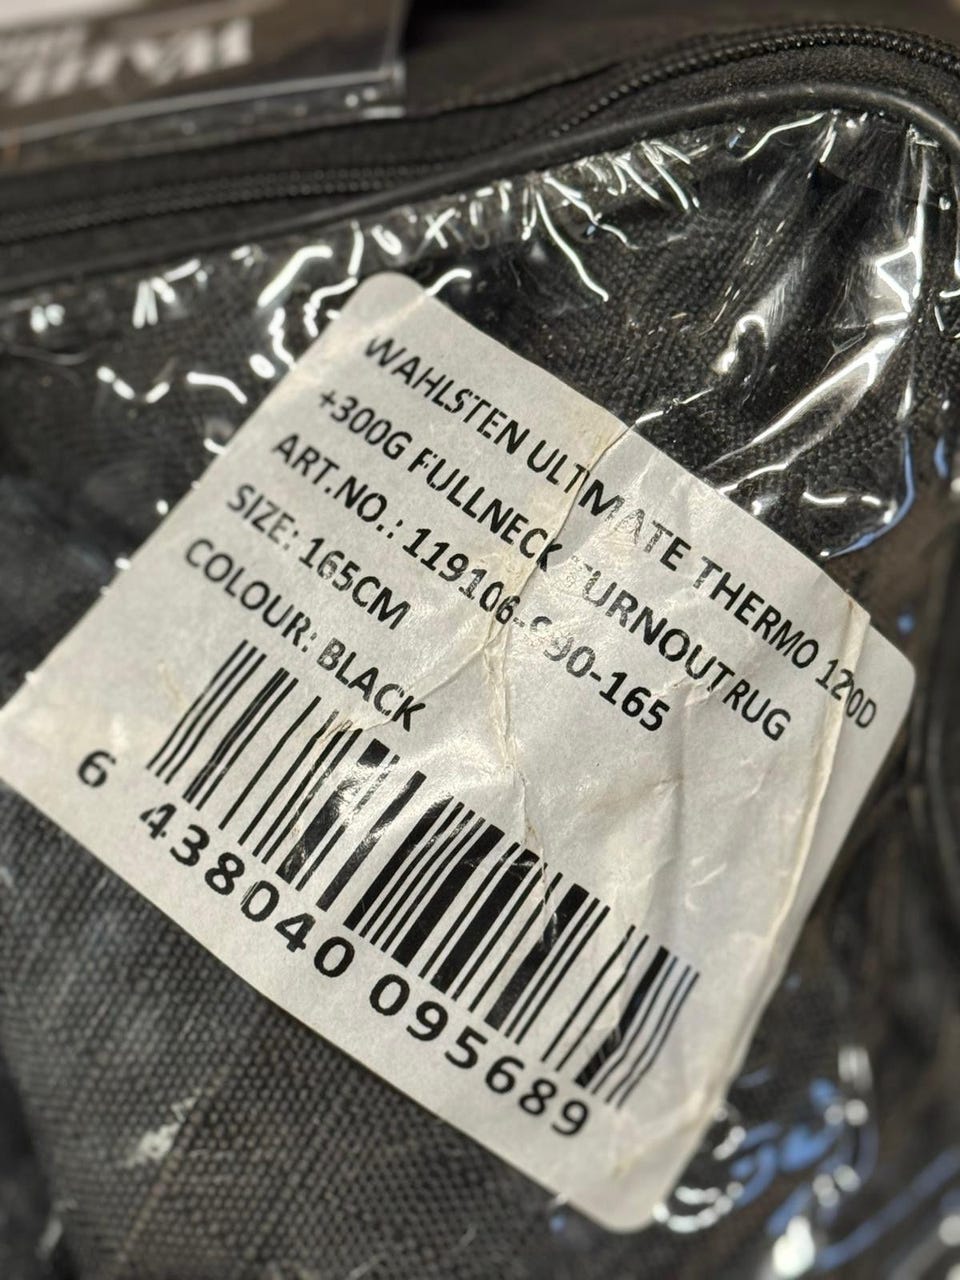 WAHLSTEN ULTIMATE THERMO 1200D
+300G FULLNECK TURNOUT RUG
ART.NO.: 119106-990-165
SIZE: 165CM
COLOUR: BLACK
6 438040 095689